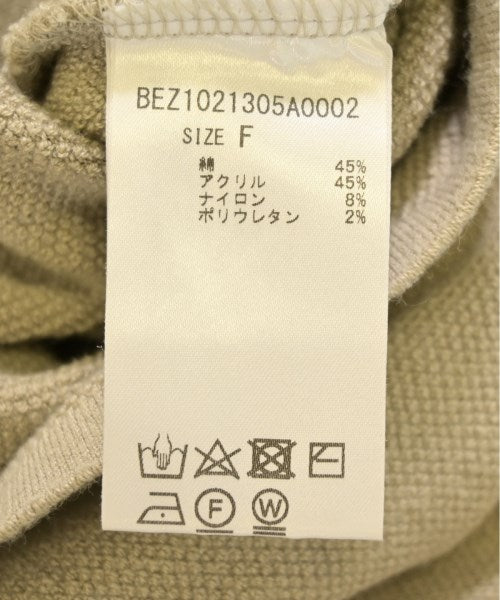 BEZ1021305A0002
SIZE F
綿 45%
アクリル 45%
ナイロン 8%
ポリウレタン 2%
F W